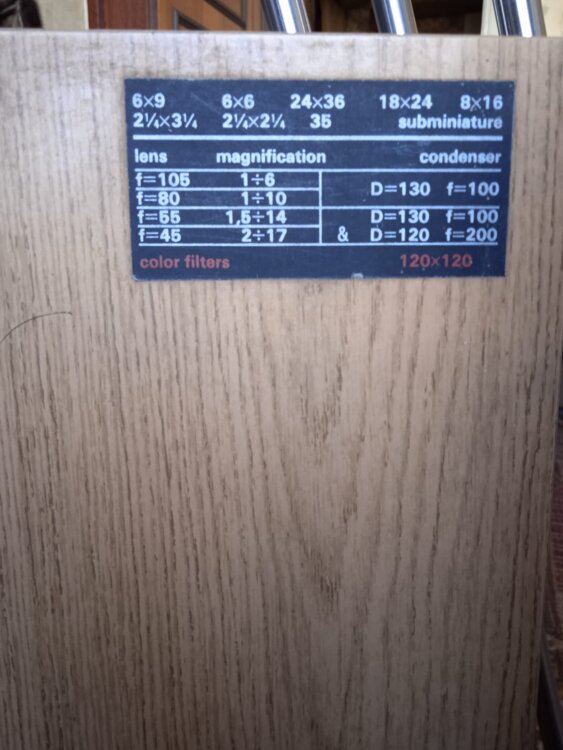 6×9 6×6 24×36 18×24 8×16
2¼×3¼ 2¼×2¼ 35 subminiature
lens magnification condenser
f=105 1÷6 D=130 f=100
f=80 1÷10
f=55 1,5÷14 D=130 f=100
f=45 2÷17 & D=120 f=200
color filters 120×120